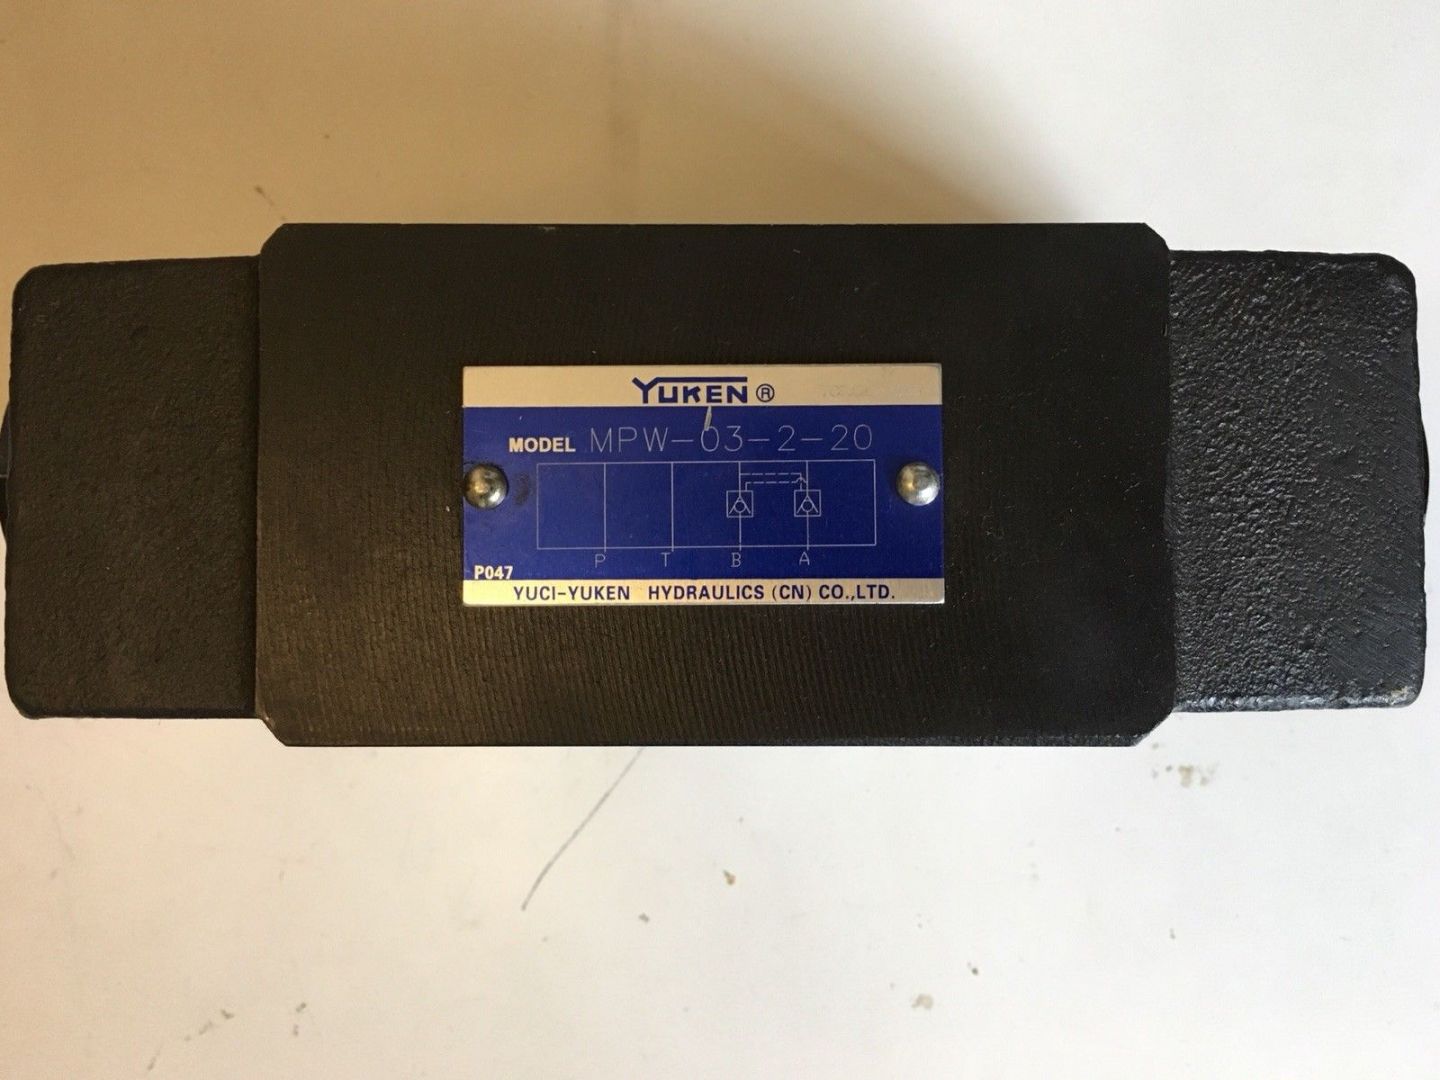 YUKEN®
MODEL MPW-03-2-20
P T B A
P047
YUCI-YUKEN HYDRAULICS (CN) CO.,LTD.